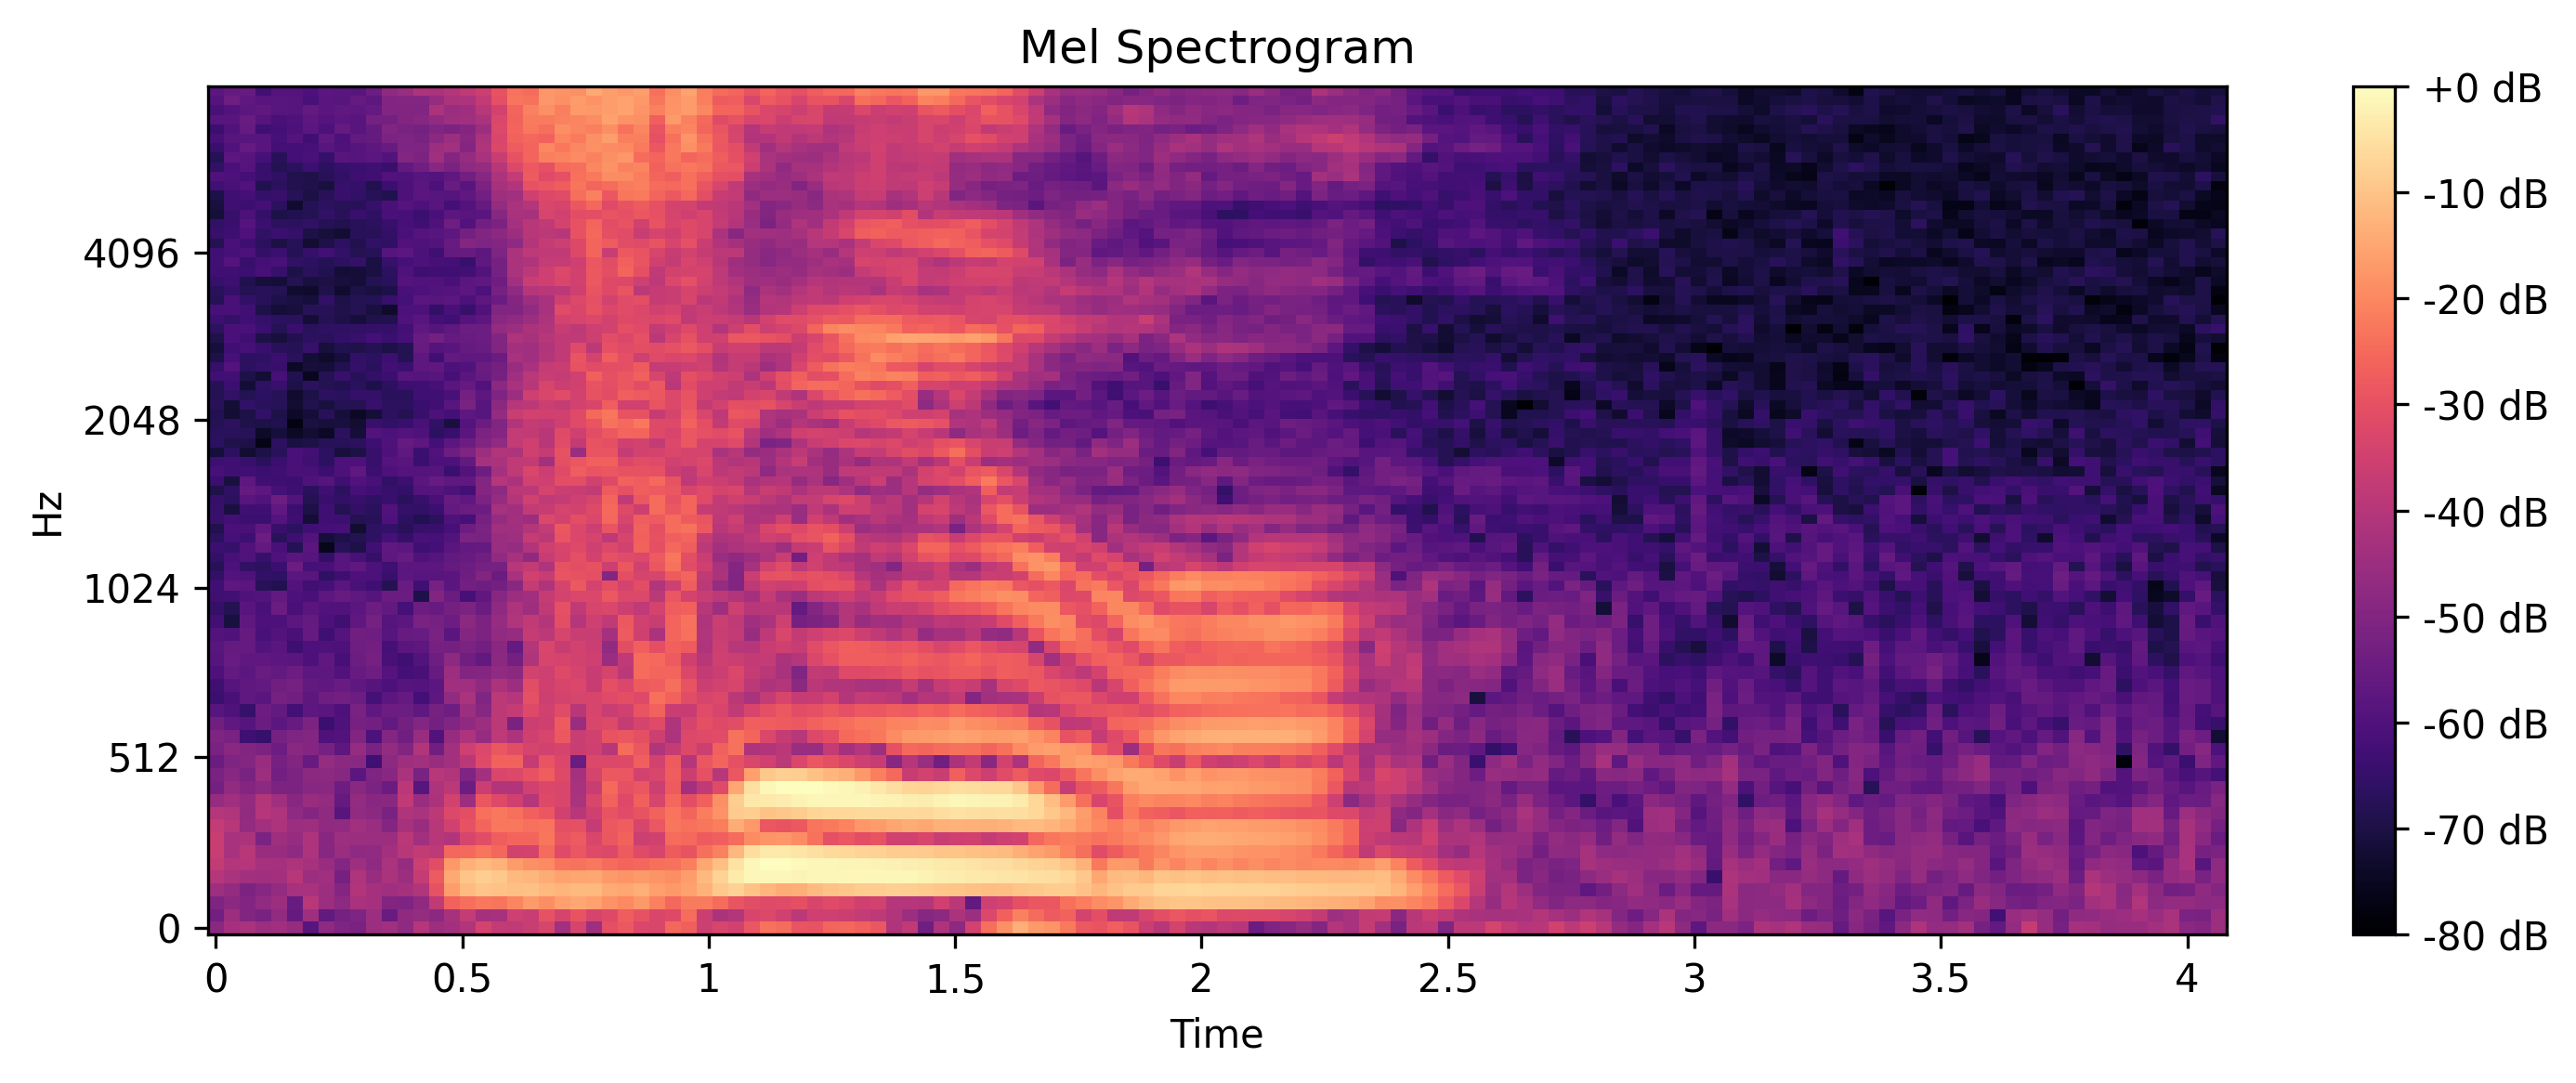 Mel Spectrogram
+0 dB
-10 dB
-20 dB
-30 dB
-40 dB
-50 dB
-60 dB
-70 dB
-80 dB
Hz
4096
2048
1024
512
0
0 0.5 1 1.5 2 2.5 3 3.5 4
Time